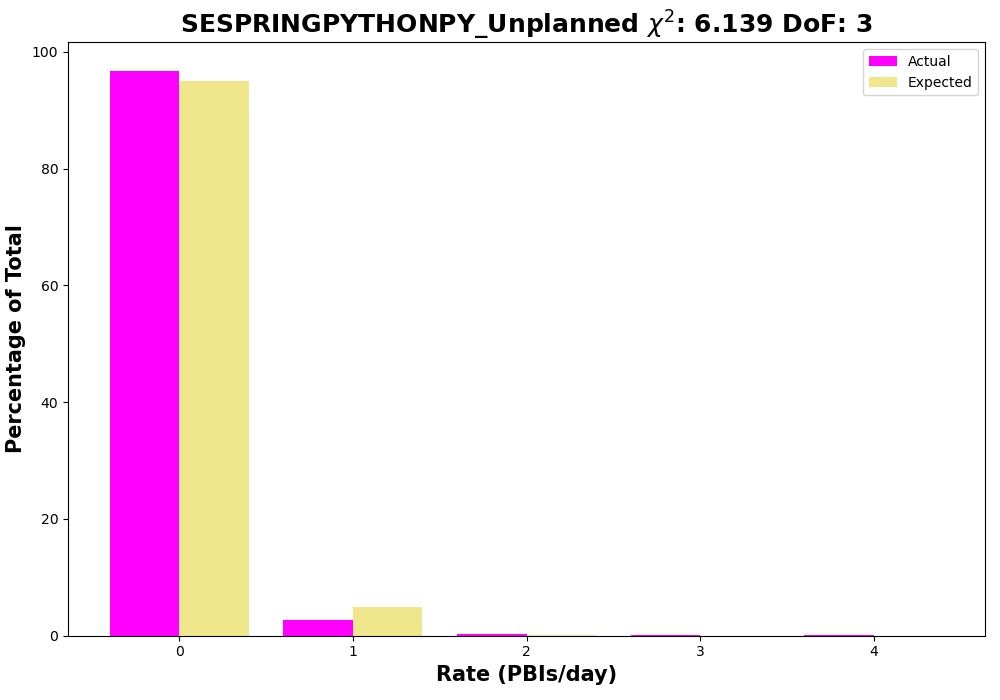 SESPRINGPYTHONPY_Unplanned χ²: 6.139 DoF: 3
Actual
Expected
Percentage of Total
100
80
60
40
20
0
0 1 2 3 4
Rate (PBIs/day)